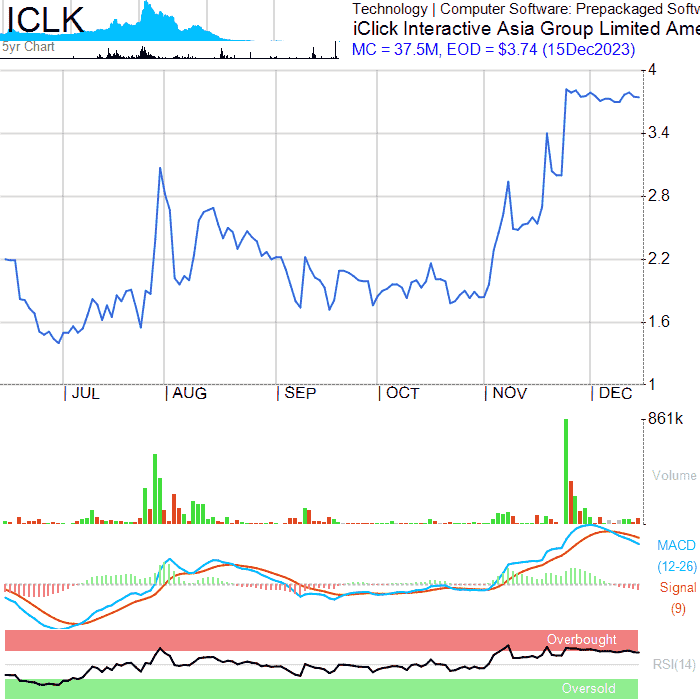 ICLK
5yr Chart
Technology | Computer Software: Prepackaged Softw
iClick Interactive Asia Group Limited Ame
MC = 37.5M, EOD = $3.74 (15Dec2023)
4
3.4
2.8
2.2
1.6
1
JUL
AUG
SEP
OCT
NOV
DEC
861k
Volume
MACD
(12-26)
Signal
(9)
Overbought
RSI(14)
Oversold